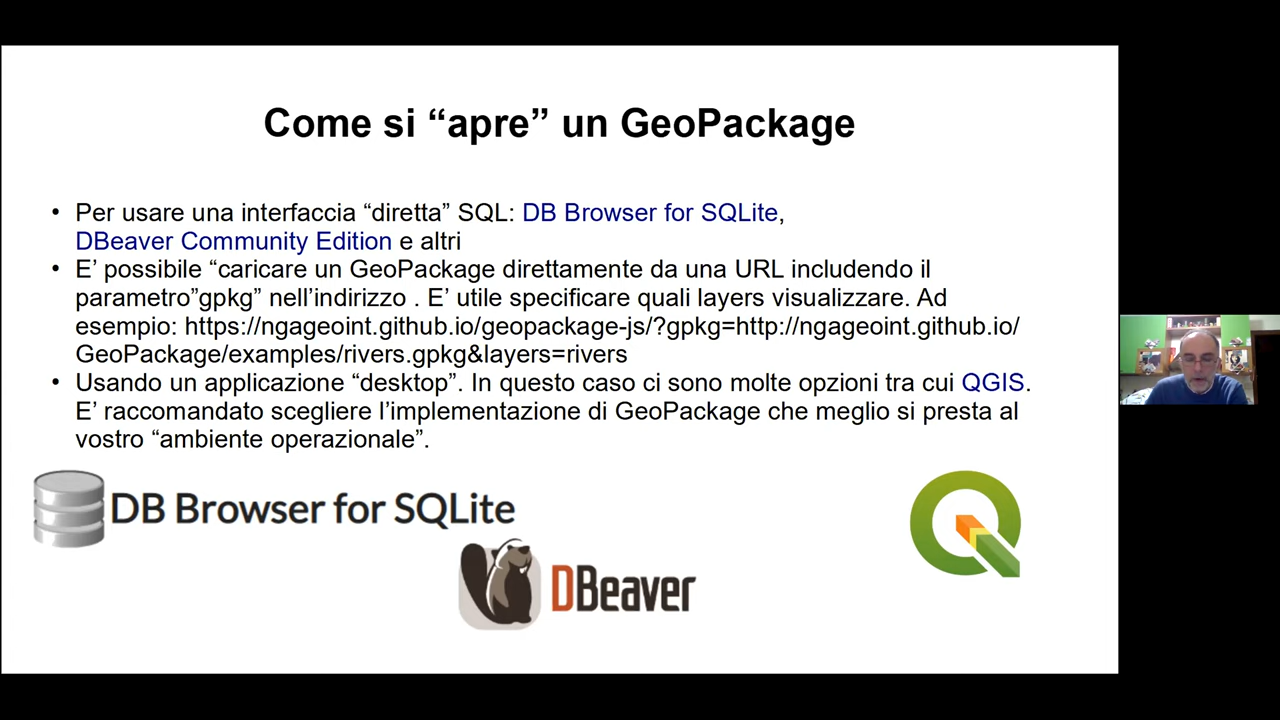 Come si “apre” un GeoPackage
• Per usare una interfaccia “diretta” SQL: DB Browser for SQLite,
DBeaver Community Edition e altri
• E’ possibile “caricare un GeoPackage direttamente da una URL includendo il
parametro”gpkg” nell’indirizzo . E’ utile specificare quali layers visualizzare. Ad
esempio: https://ngageoint.github.io/geopackage-js/?gpkg=http://ngageoint.github.io/
GeoPackage/examples/rivers.gpkg&layers=rivers
• Usando un applicazione “desktop”. In questo caso ci sono molte opzioni tra cui QGIS.
E’ raccomandato scegliere l’implementazione di GeoPackage che meglio si presta al
vostro “ambiente operazionale”.
DB Browser for SQLite
DBeaver